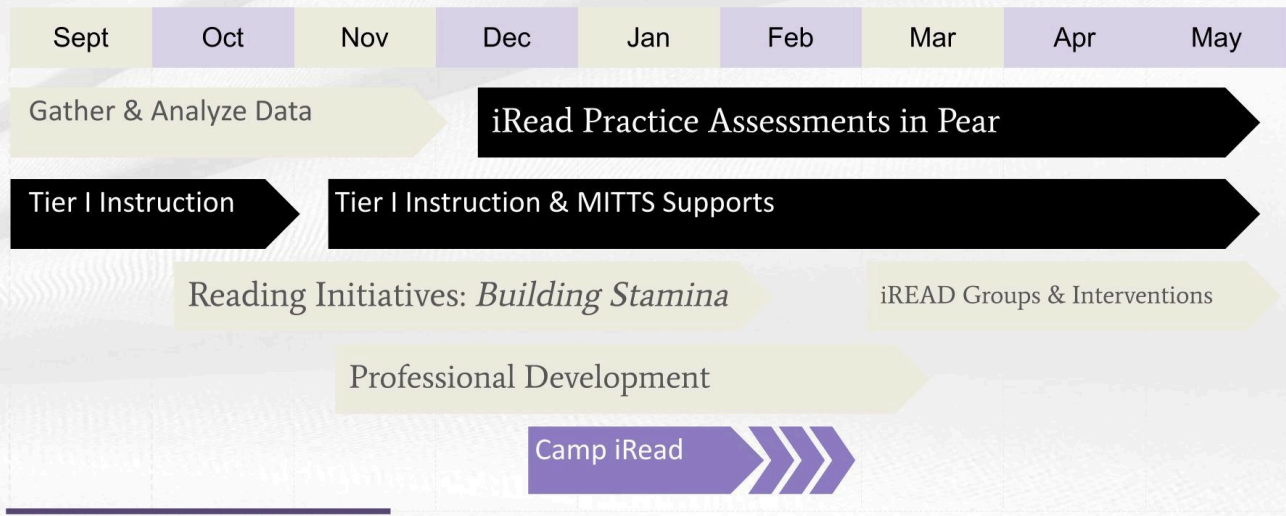 Sept Oct Nov Dec Jan Feb Mar Apr May
Gather & Analyze Data
iRead Practice Assessments in Pear
Tier I Instruction
Tier I Instruction & MITTS Supports
Reading Initiatives: Building Stamina
iREAD Groups & Interventions
Professional Development
Camp iRead